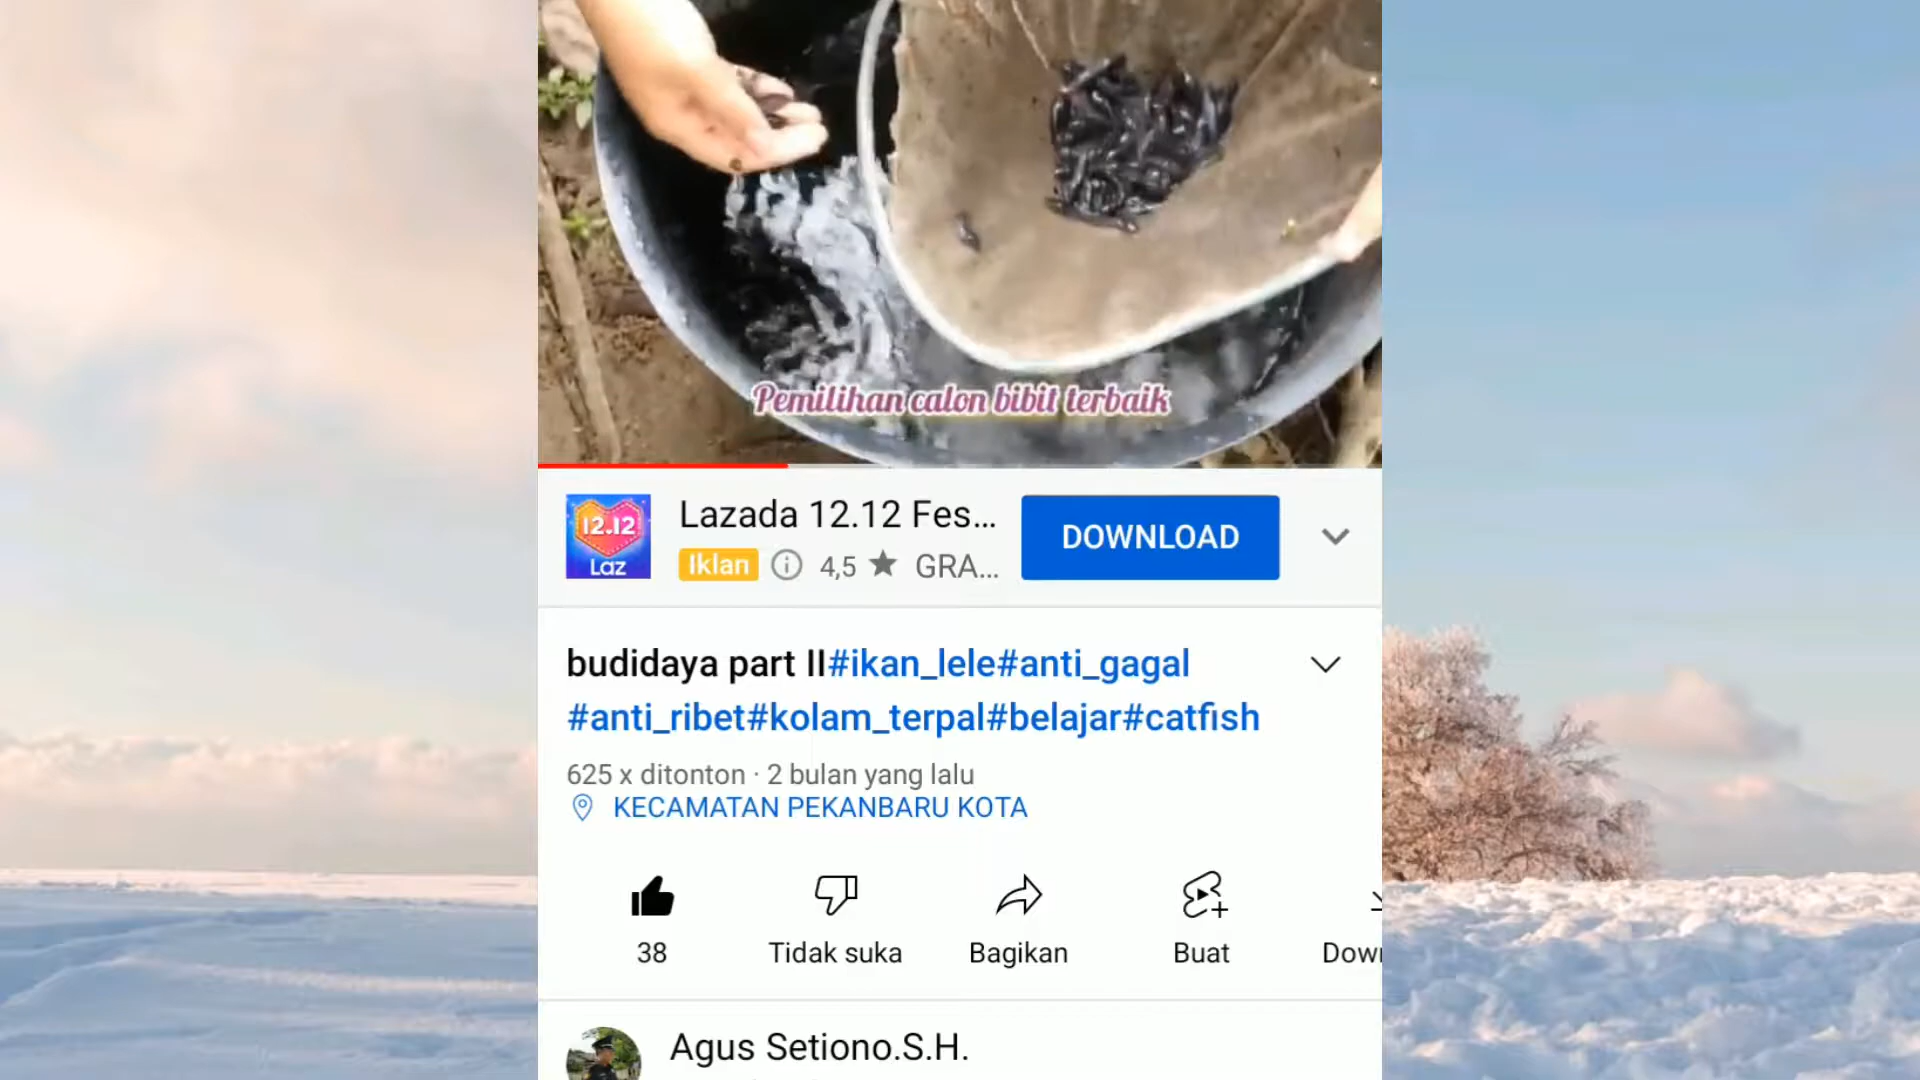 Pemilihan calon bibit terbaik
12.12
Laz
Lazada 12.12 Fes...
DOWNLOAD
Iklan 4,5 ★ GRA...
budidaya part II#ikan_lele#anti_gagal
#anti_ribet#kolam_terpal#belajar#catfish
625 x ditonton · 2 bulan yang lalu
KECAMATAN PEKANBARU KOTA
38
Tidak suka
Bagikan
Buat
Down
Agus Setiono.S.H.